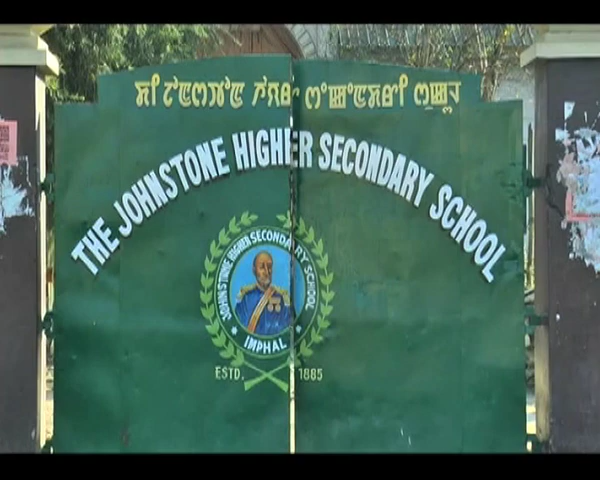 THE JOHNSTONE HIGHER SECONDARY SCHOOL
JOHNSTONE HIGHER SECONDARY SCHOOL
IMPHAL
ESTD. 1885